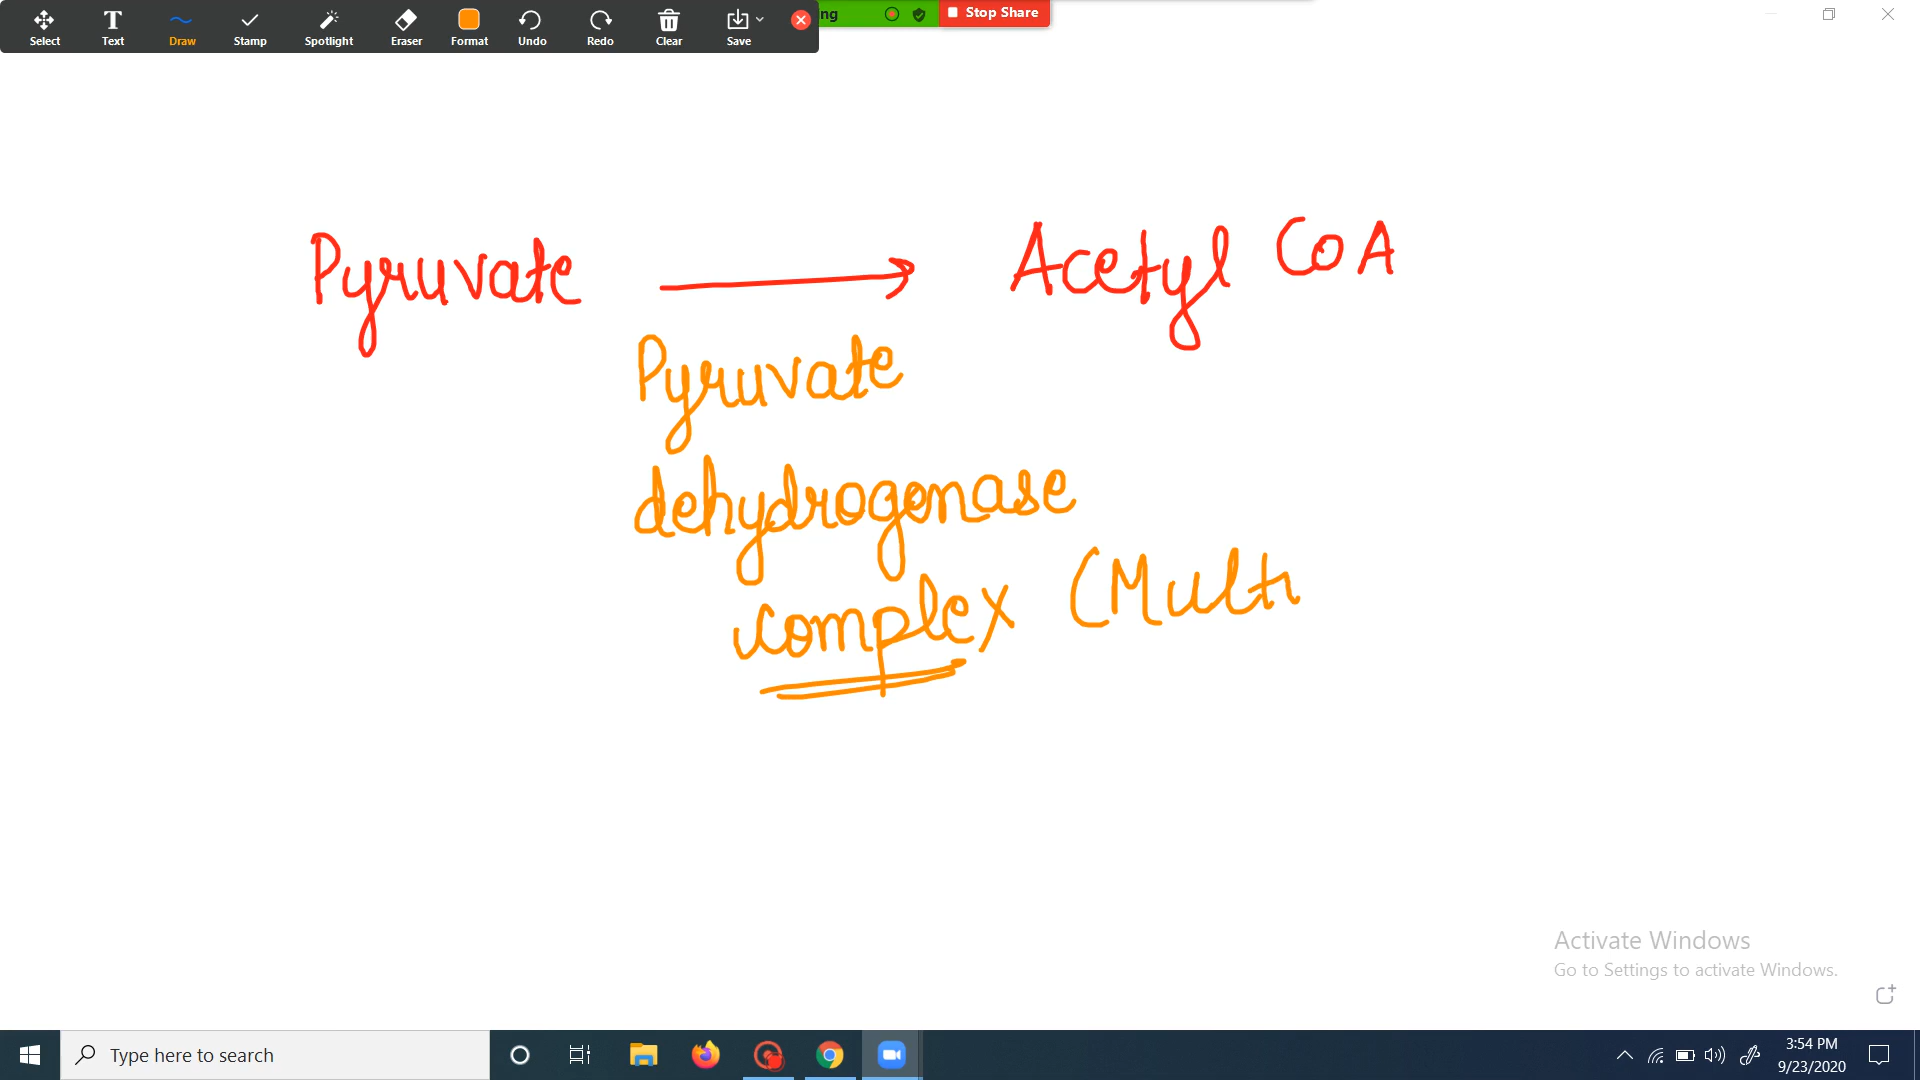 ng Stop Share
Select Text Draw Stamp Spotlight Eraser Format Undo Redo Clear Save
Pyruvate → Acetyl CoA
Pyruvate
dehydrogenase
complex (Multi
Activate Windows
Go to Settings to activate Windows.
Type here to search
3:54 PM
9/23/2020